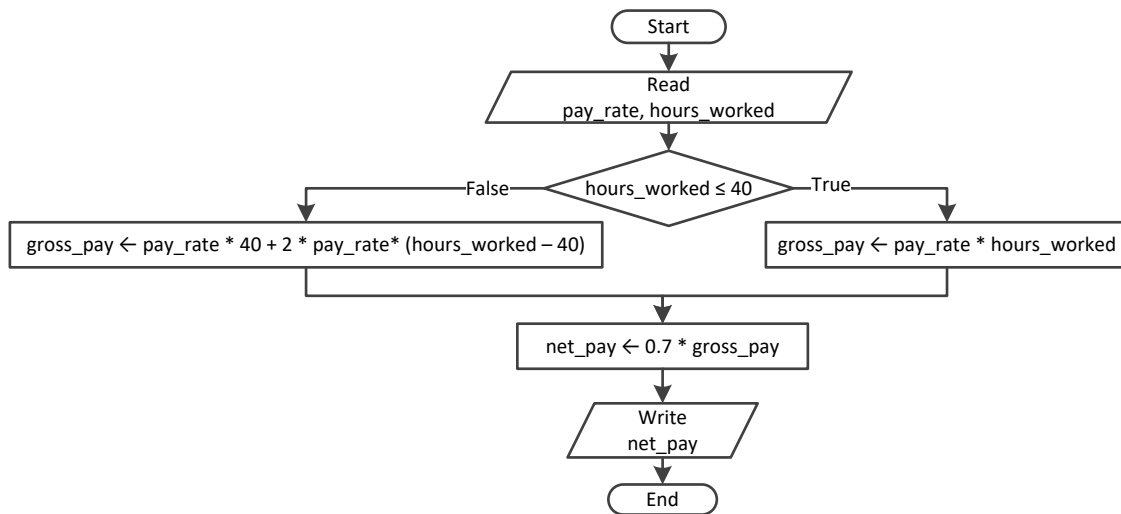 Start
Read
pay_rate, hours_worked
hours_worked ≤ 40
False
True
gross_pay ← pay_rate * 40 + 2 * pay_rate* (hours_worked – 40)
gross_pay ← pay_rate * hours_worked
net_pay ← 0.7 * gross_pay
Write
net_pay
End